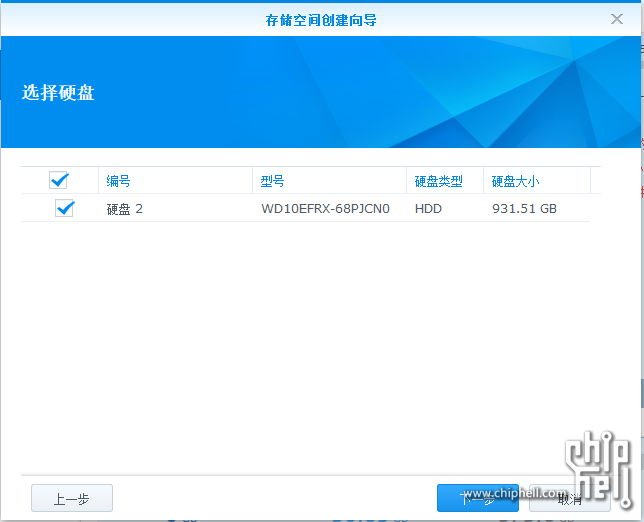 存储空间创建向导
选择硬盘
编号 型号 硬盘类型 硬盘大小
硬盘 2 WD10EFRX-68PJCN0 HDD 931.51 GB
上一步 下一步 取消
www.chiphell.com
chip
hell